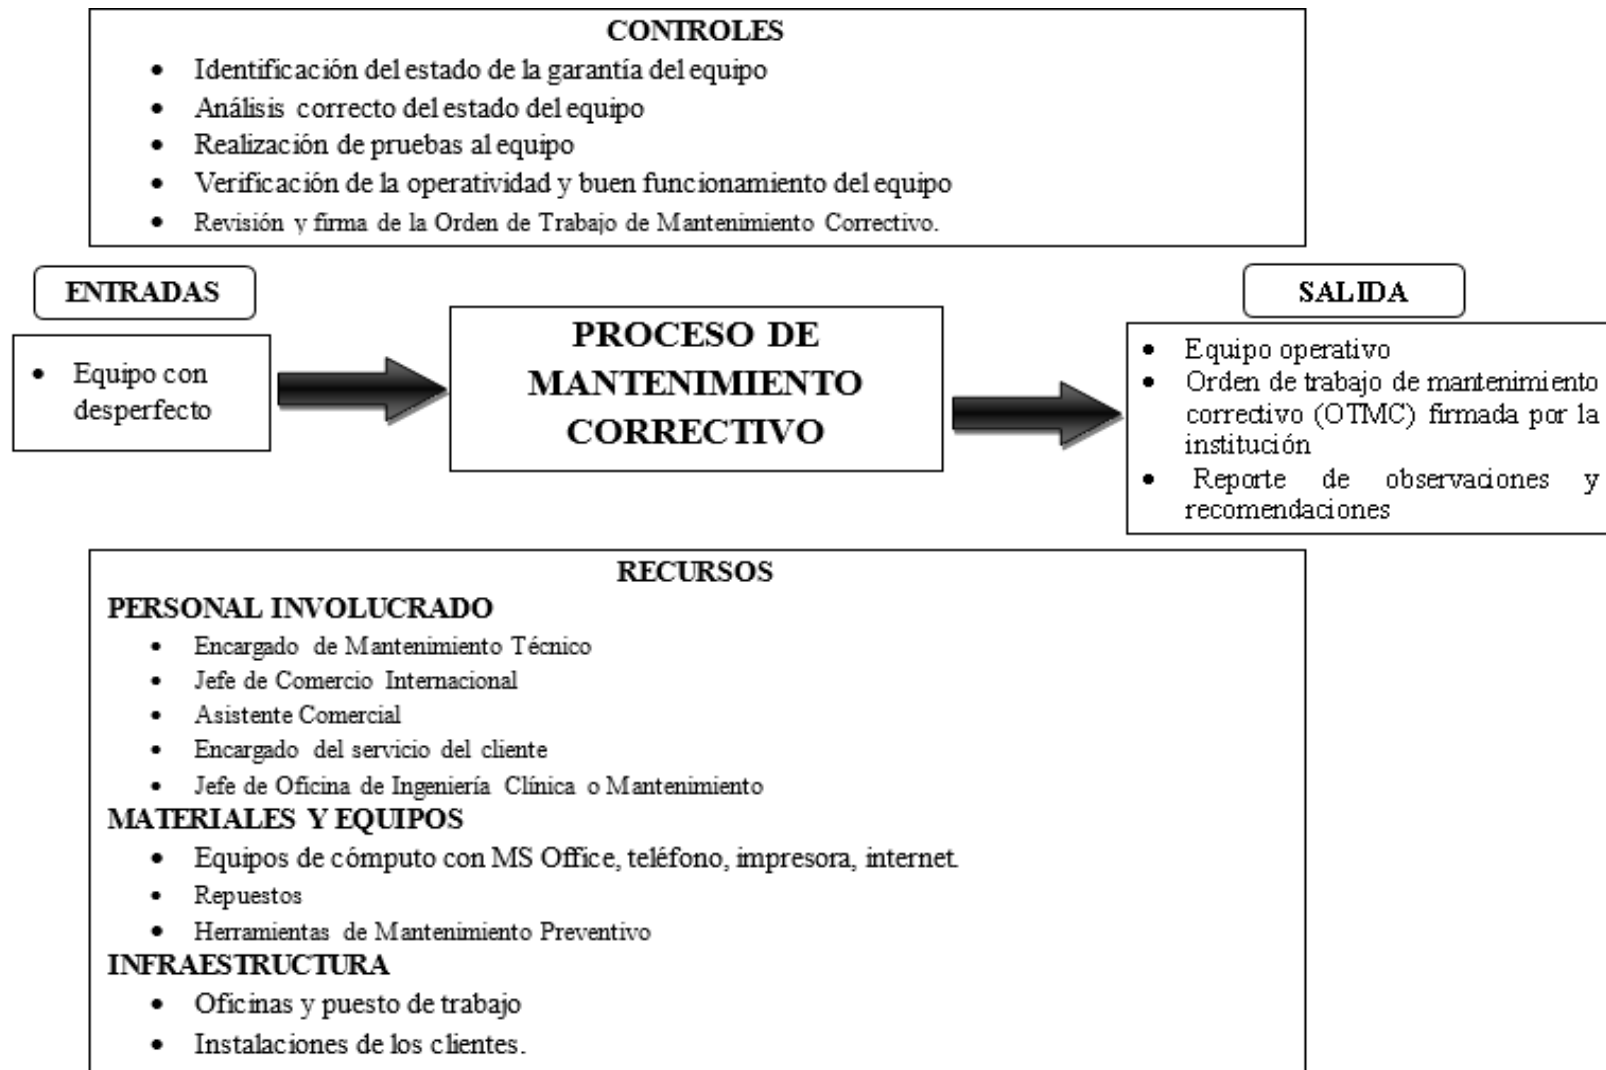 CONTROLES
• Identificación del estado de la garantía del equipo
• Análisis correcto del estado del equipo
• Realización de pruebas al equipo
• Verificación de la operatividad y buen funcionamiento del equipo
• Revisión y firma de la Orden de Trabajo de Mantenimiento Correctivo.
ENTRADAS
• Equipo con
desperfecto
PROCESO DE
MANTENIMIENTO
CORRECTIVO
SALIDA
• Equipo operativo
• Orden de trabajo de mantenimiento
correctivo (OTMC) firmada por la
institución
• Reporte de observaciones y
recomendaciones
RECURSOS
PERSONAL INVOLUCRADO
• Encargado de Mantenimiento Técnico
• Jefe de Comercio Internacional
• Asistente Comercial
• Encargado del servicio del cliente
• Jefe de Oficina de Ingeniería Clínica o Mantenimiento
MATERIALES Y EQUIPOS
• Equipos de cómputo con MS Office, teléfono, impresora, internet.
• Repuestos
• Herramientas de Mantenimiento Preventivo
INFRAESTRUCTURA
• Oficinas y puesto de trabajo
• Instalaciones de los clientes.